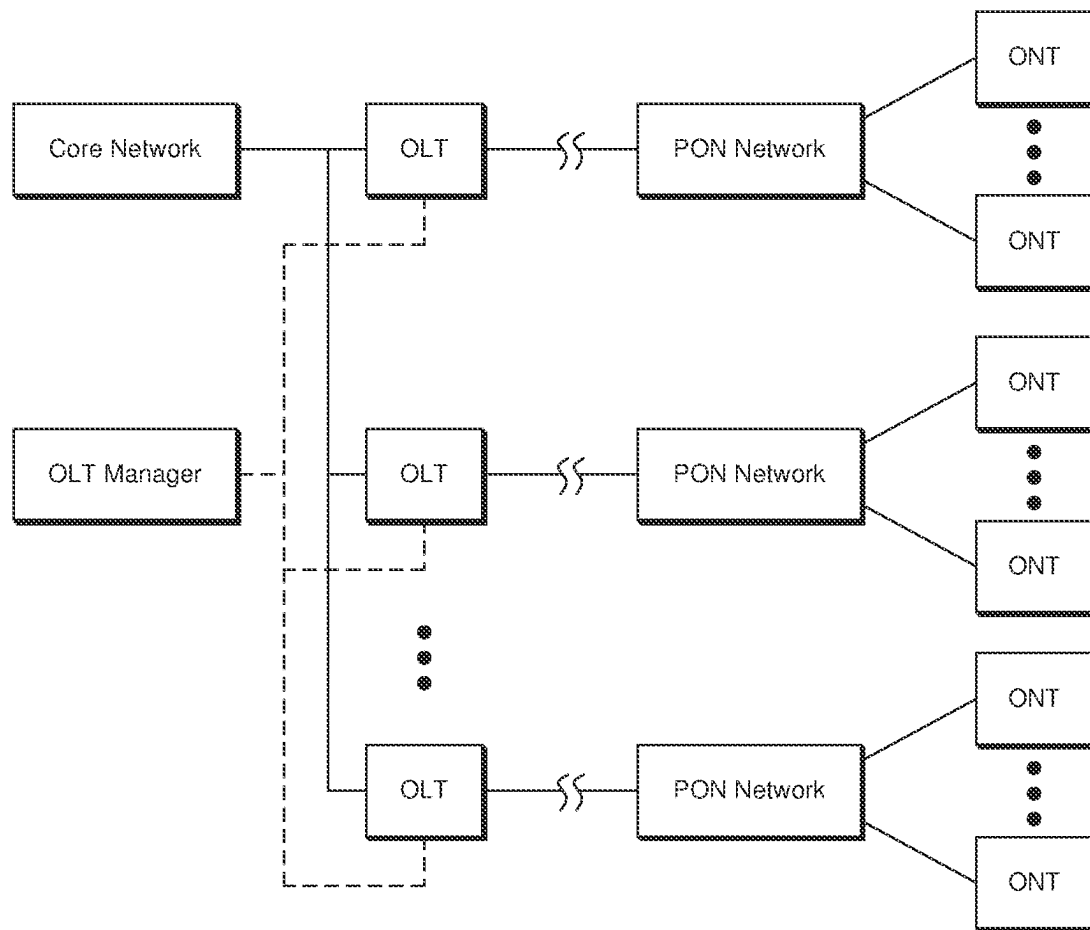 ONT
Core Network
OLT
PON Network
ONT
ONT
OLT Manager
OLT
PON Network
ONT
ONT
OLT
PON Network
ONT